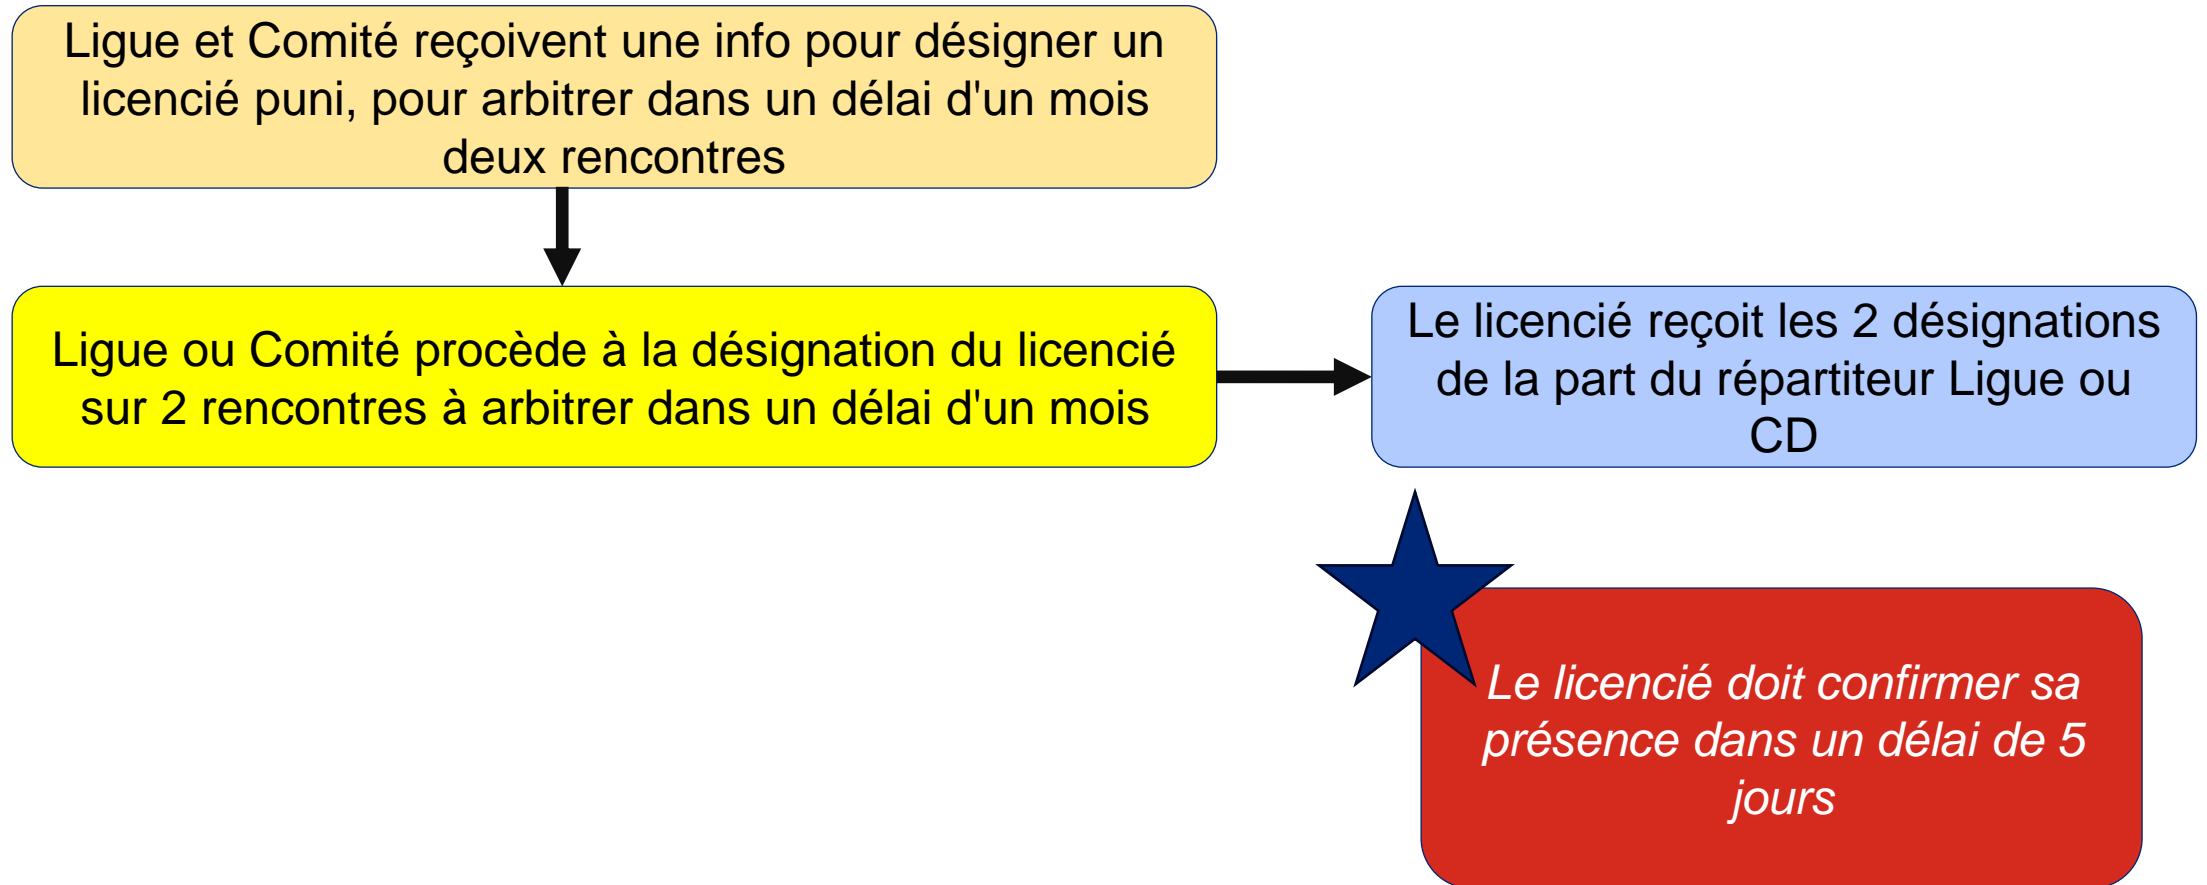 Ligue et Comité reçoivent une info pour désigner un
licencié puni, pour arbitrer dans un délai d'un mois
deux rencontres
Ligue ou Comité procède à la désignation du licencié
sur 2 rencontres à arbitrer dans un délai d'un mois
Le licencié reçoit les 2 désignations
de la part du répartiteur Ligue ou
CD
Le licencié doit confirmer sa
présence dans un délai de 5
jours